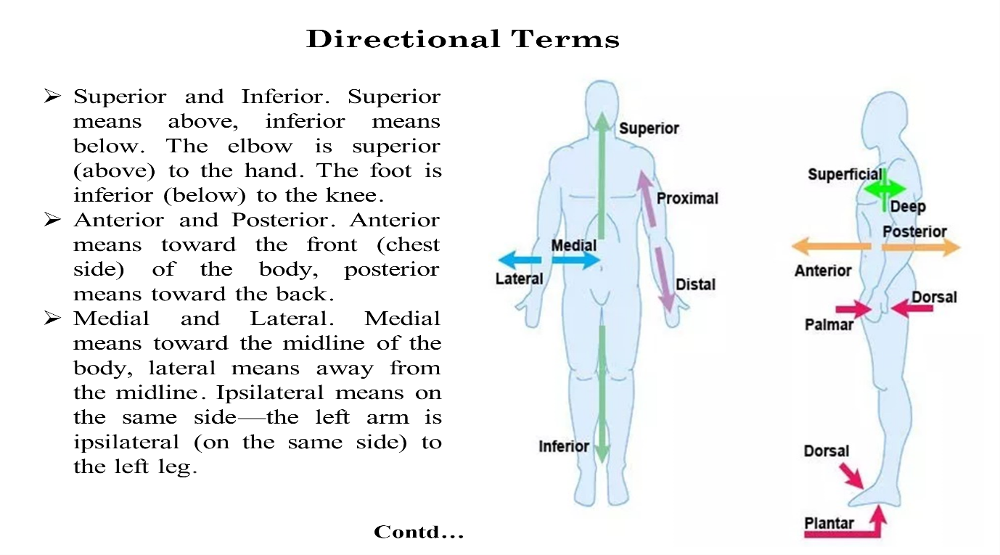 Directional Terms
➢ Superior and Inferior. Superior
means above, inferior means
below. The elbow is superior
(above) to the hand. The foot is
inferior (below) to the knee.
➢ Anterior and Posterior. Anterior
means toward the front (chest
side) of the body, posterior
means toward the back.
➢ Medial and Lateral. Medial
means toward the midline of the
body, lateral means away from
the midline. Ipsilateral means on
the same side—the left arm is
ipsilateral (on the same side) to
the left leg.
Contd...
Superior
Proximal
Medial
Lateral
Distal
Inferior
Superficial
Deep
Posterior
Anterior
Dorsal
Palmar
Dorsal
Plantar